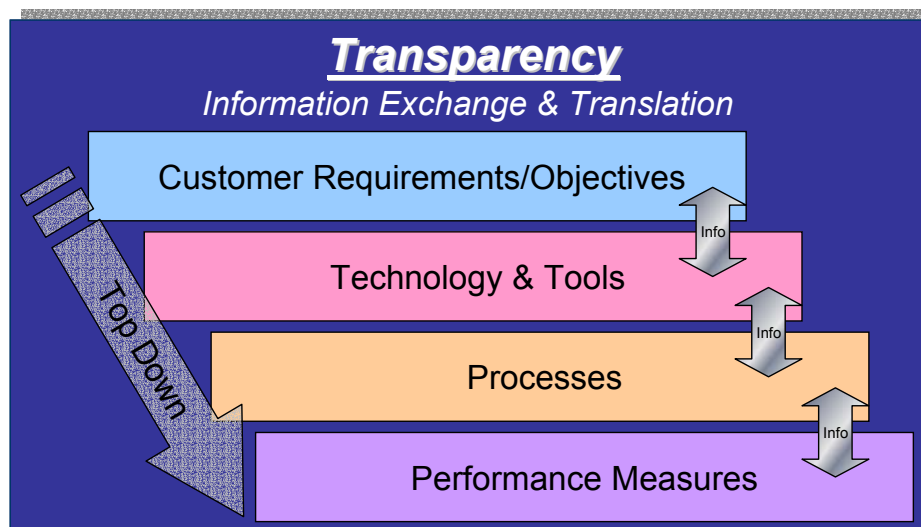 Transparency
Information Exchange & Translation
Customer Requirements/Objectives
Info
Technology & Tools
Info
Top Down
Processes
Info
Performance Measures